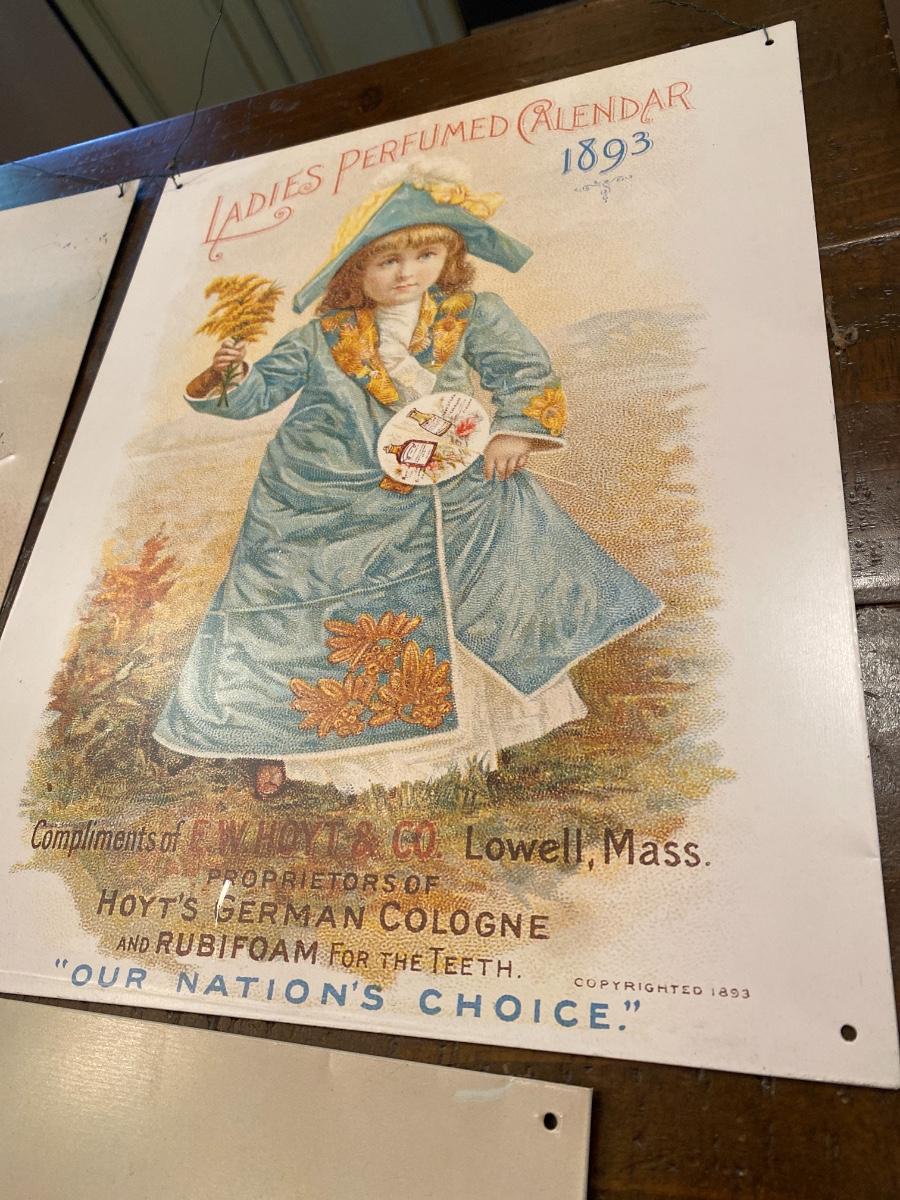 LADIES PERFUMED CALENDAR
1893
Compliments of E.W. HOYT & CO. Lowell, Mass.
PROPRIETORS OF
HOYT'S GERMAN COLOGNE
AND RUBIFOAM FOR THE TEETH.
COPYRIGHTED 1893
"OUR NATION'S CHOICE."